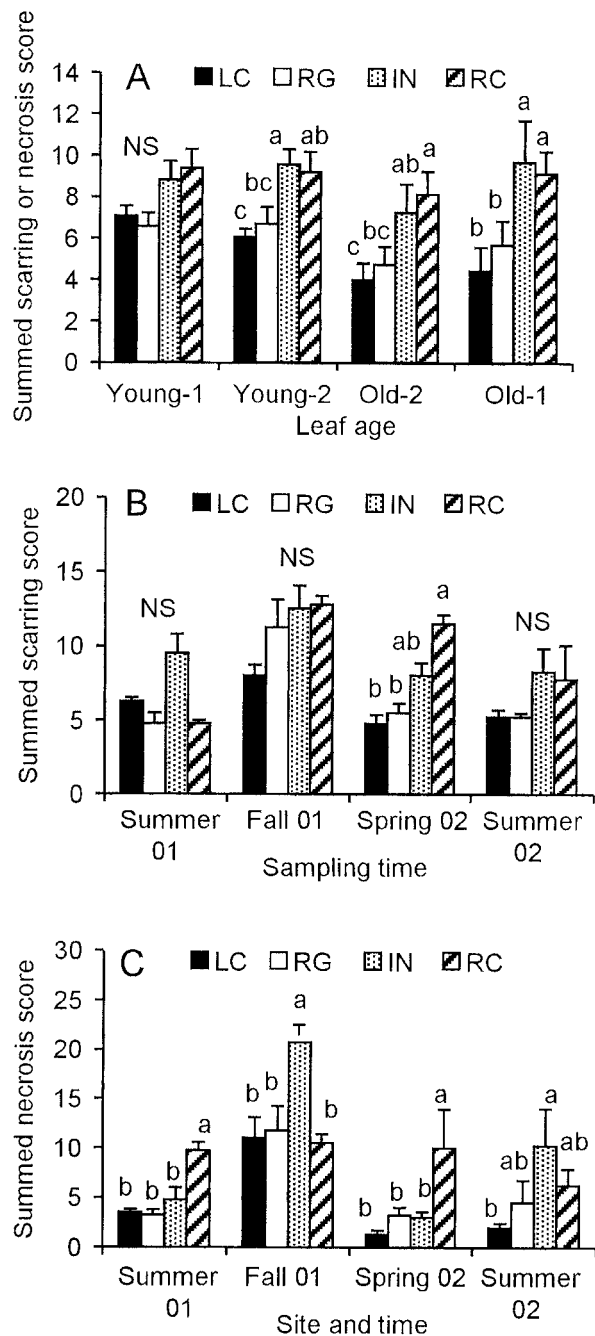 A LC RG IN RC
Summed scarring or necrosis score
14
12
10
8
6
4
2
0
NS
c bc a ab
c bc ab a
b b a a
Young-1 Young-2 Old-2 Old-1
Leaf age
B LC RG IN RC
Summed scarring score
20
15
10
5
0
NS
NS
b b ab a
NS
Summer Fall 01 Spring 02 Summer
01 02
Sampling time
C LC RG IN RC
Summed necrosis score
30
25
20
15
10
5
0
b b b a
b b a b
b b b a
b ab a ab
Summer Fall 01 Spring 02 Summer
01 02
Site and time